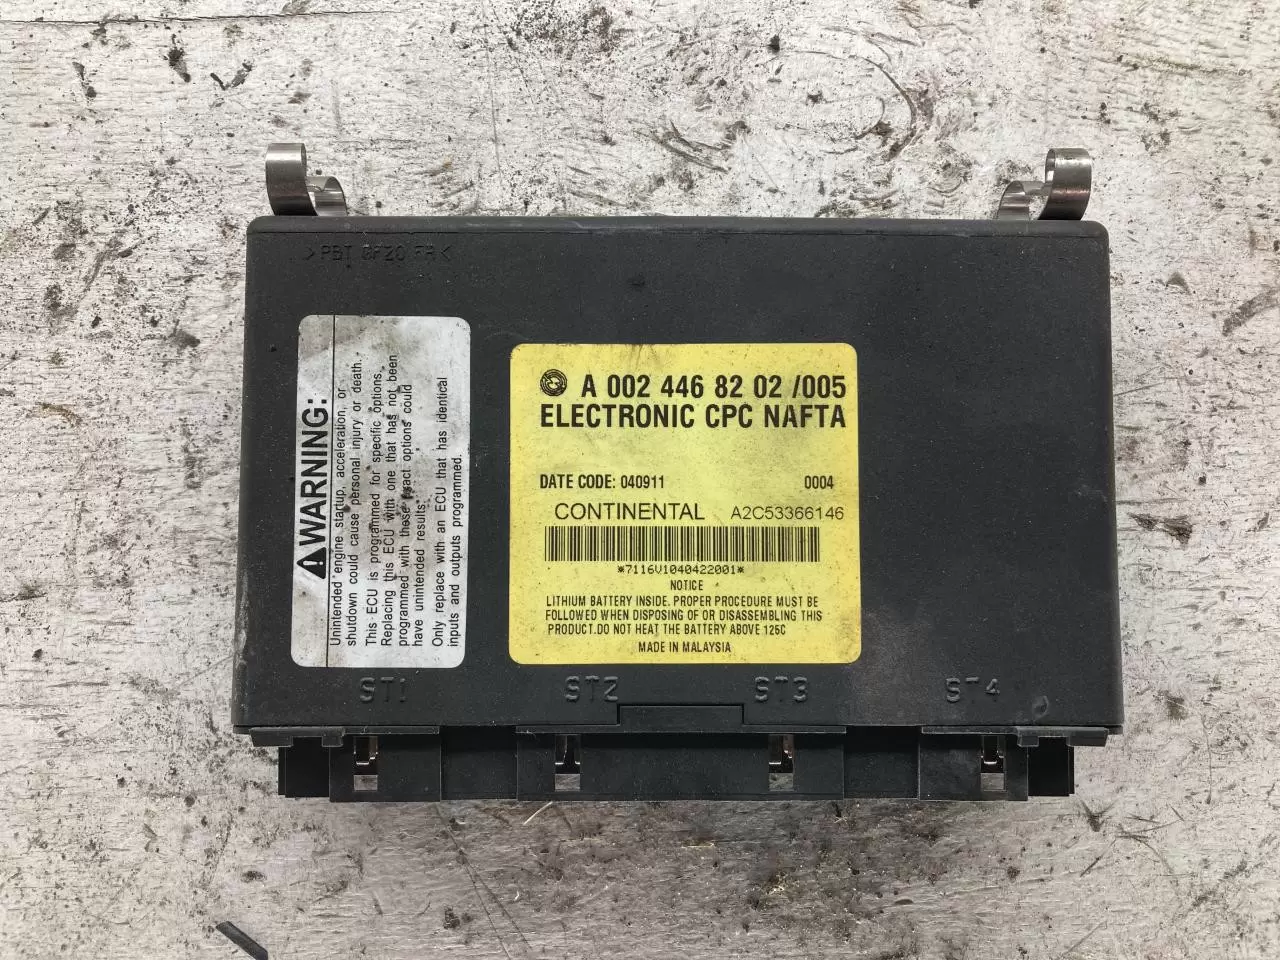 >PBT GF20 FR<
⚠WARNING:
Unintended engine startup, acceleration, or
shutdown could cause personal injury or death.
This ECU is programmed for specific options.
Replacing this ECU with one that has not been
programmed with these exact options could
have unintended results.
Only replace with an ECU that has identical
inputs and outputs programmed.
A 002 446 82 02 /005
ELECTRONIC CPC NAFTA
DATE CODE: 040911 0004
CONTINENTAL A2C53366146
*7116U1040422001*
NOTICE
LITHIUM BATTERY INSIDE. PROPER PROCEDURE MUST BE
FOLLOWED WHEN DISPOSING OF OR DISASSEMBLING THIS
PRODUCT.DO NOT HEAT THE BATTERY ABOVE 125C
MADE IN MALAYSIA
ST1 ST2 ST3 ST4